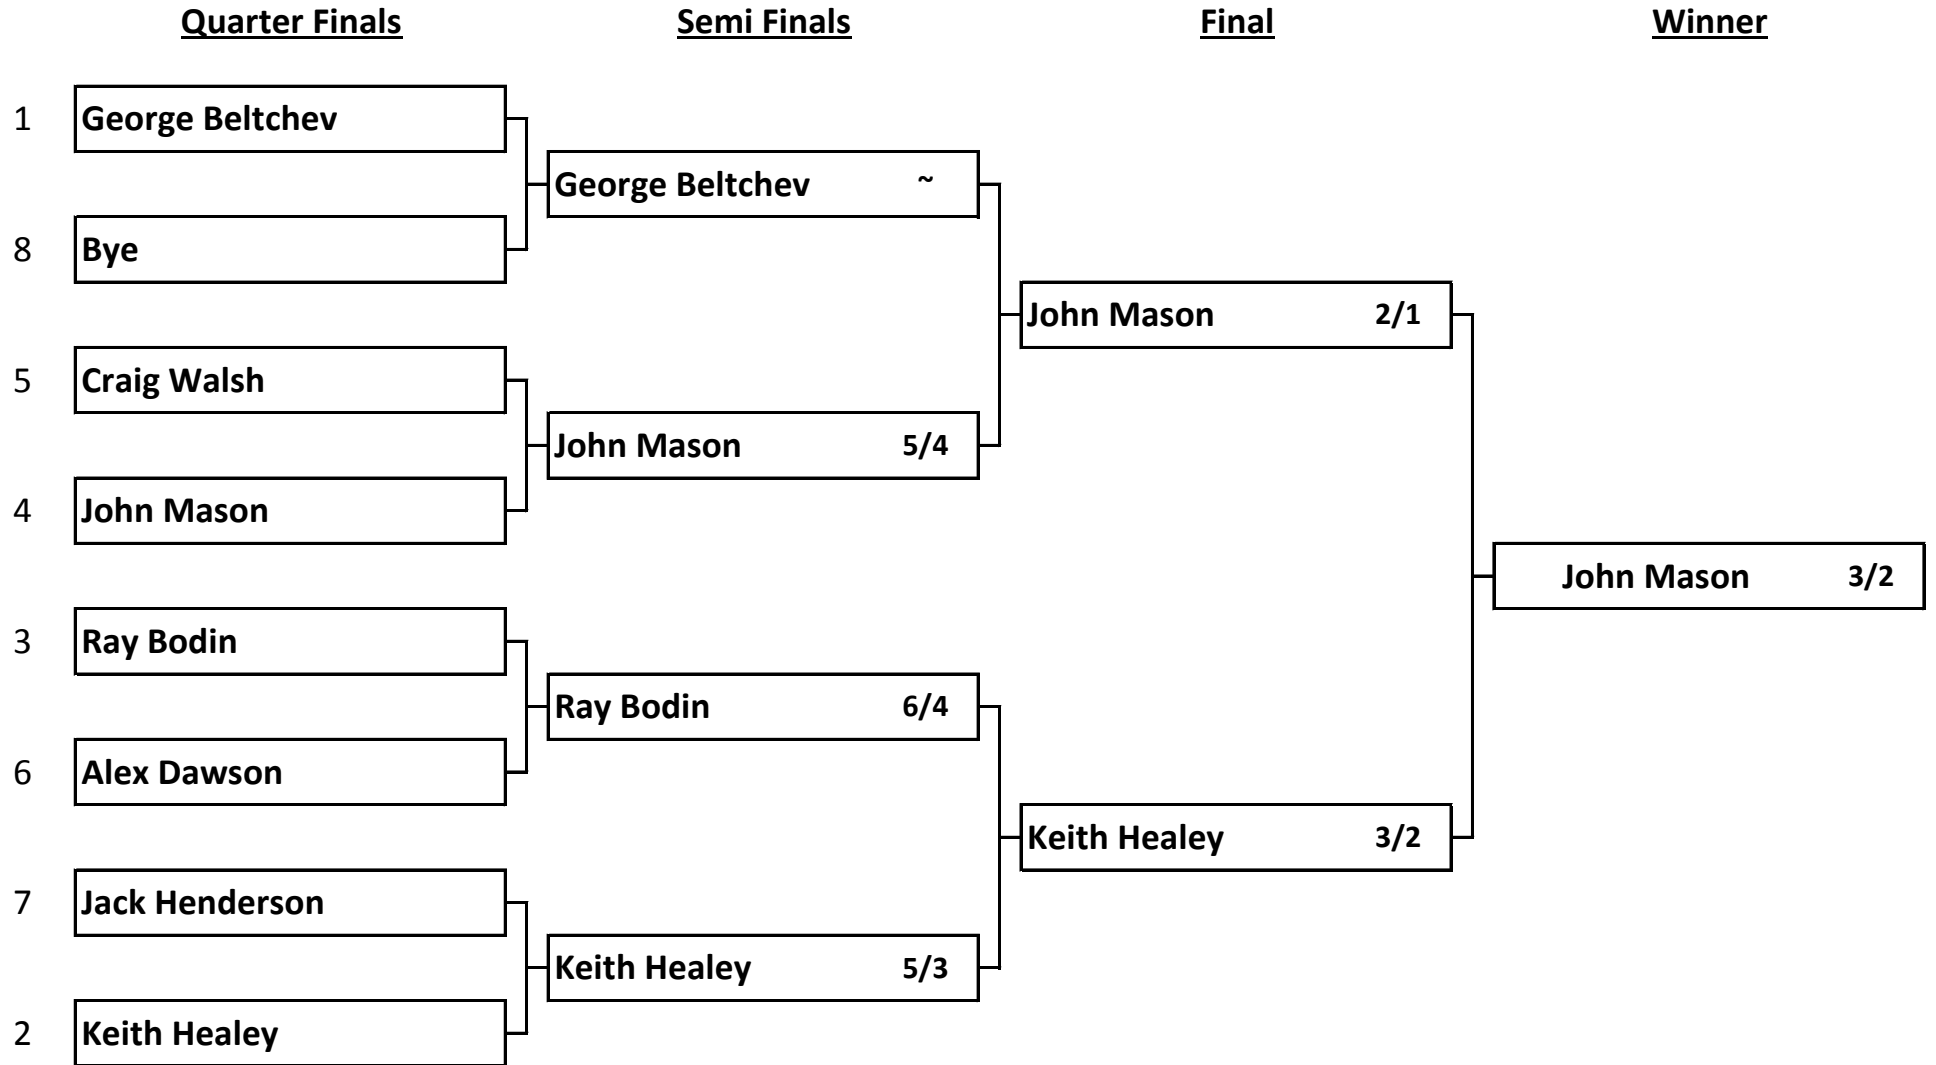 Quarter Finals Semi Finals Final Winner
1 George Beltchev
George Beltchev ~
8 Bye
John Mason 2/1
5 Craig Walsh
John Mason 5/4
4 John Mason
John Mason 3/2
3 Ray Bodin
Ray Bodin 6/4
6 Alex Dawson
Keith Healey 3/2
7 Jack Henderson
Keith Healey 5/3
2 Keith Healey